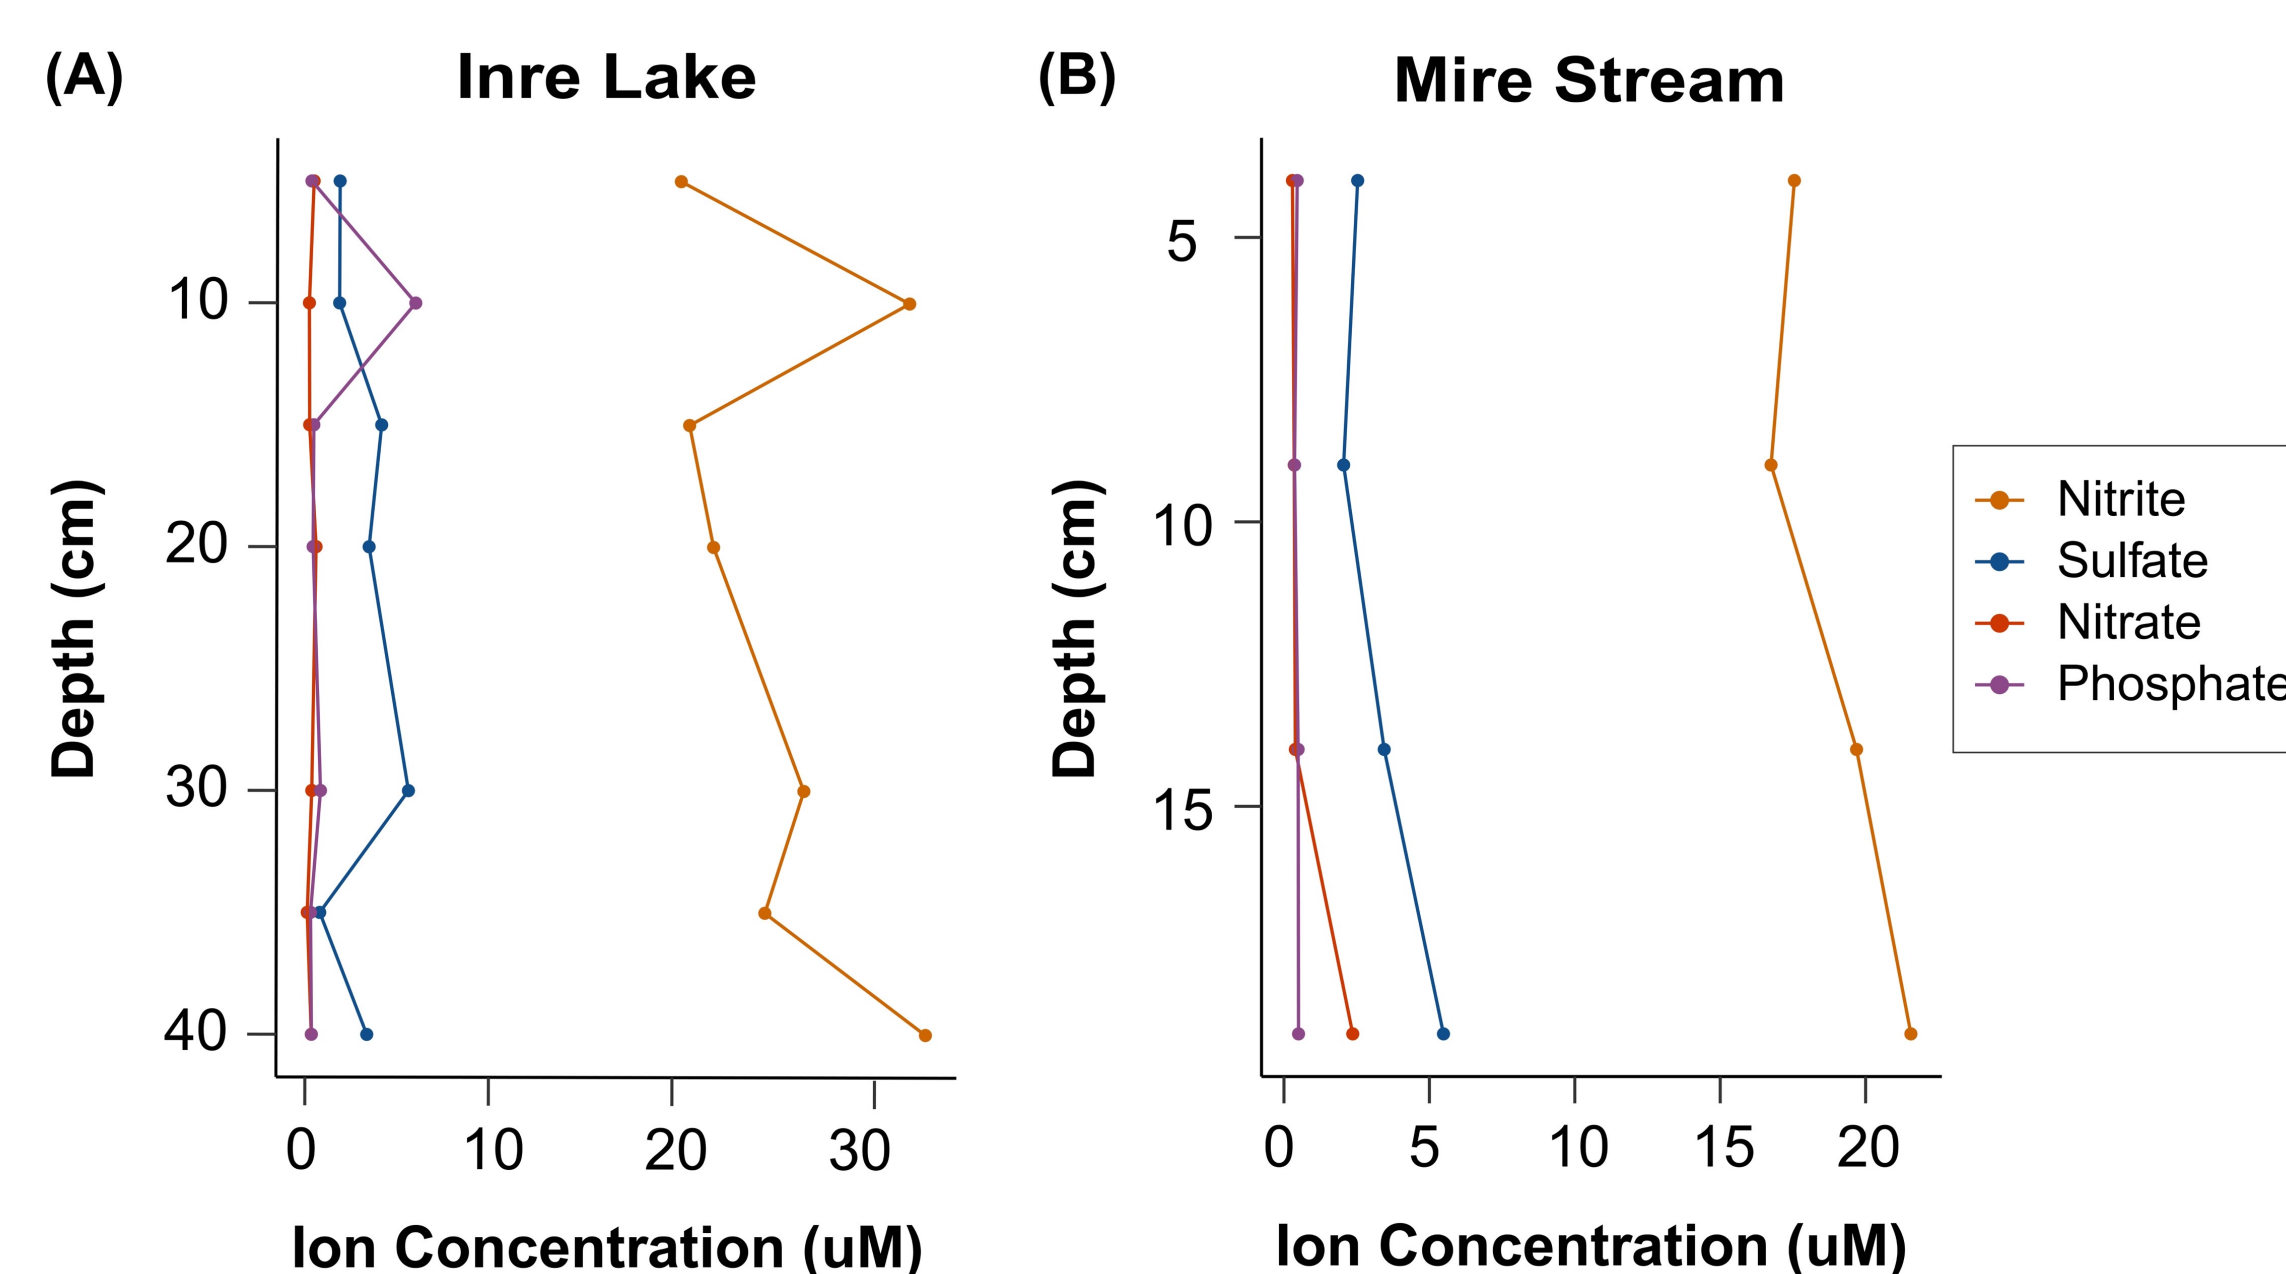 (A)
Inre Lake
(B)
Mire Stream
Depth (cm)
10
20
30
40
0 10 20 30
Ion Concentration (uM)
Depth (cm)
5
10
15
0 5 10 15 20
Ion Concentration (uM)
Nitrite
Sulfate
Nitrate
Phosphate